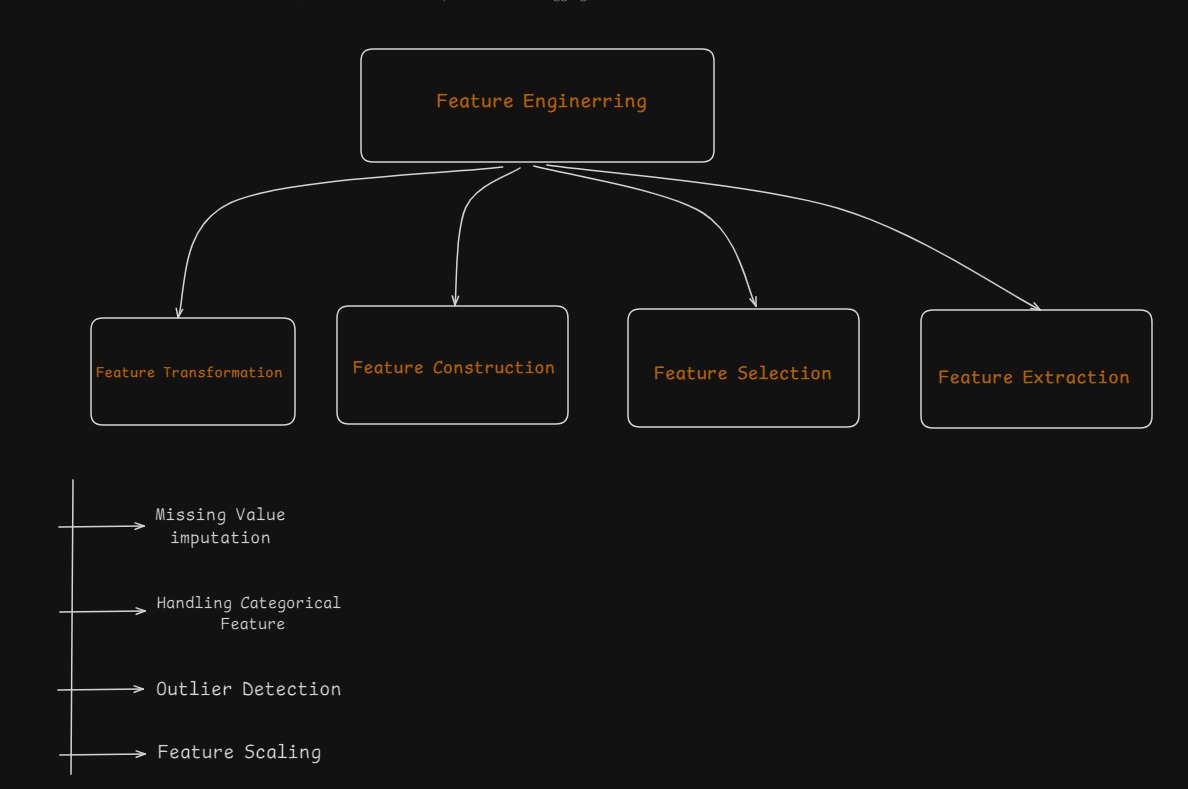 Feature Enginerring
Feature Transformation
Feature Construction
Feature Selection
Feature Extraction
Missing Value
imputation
Handling Categorical
Feature
Outlier Detection
Feature Scaling